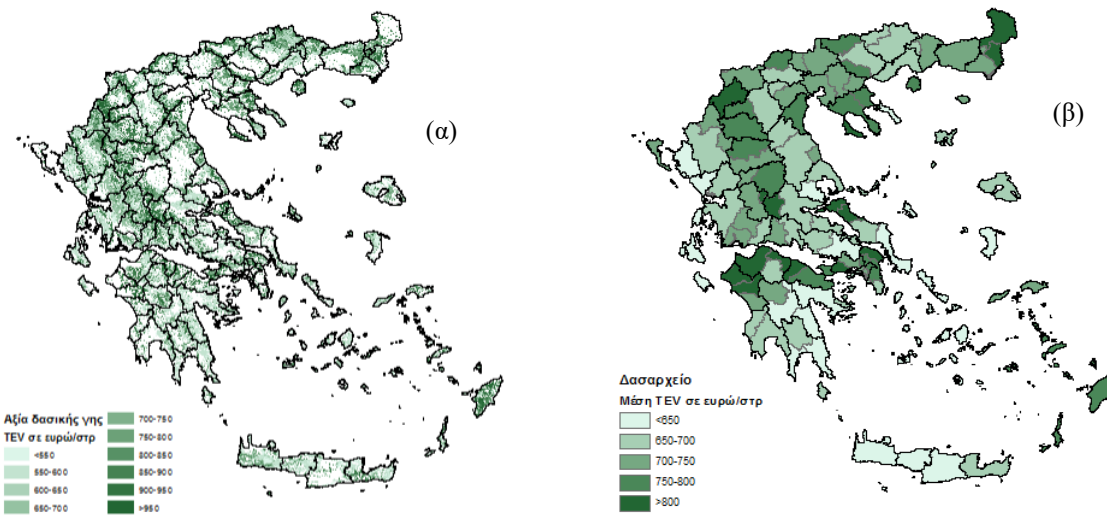 (α)
Αξία δασικής γης
TEV σε ευρώ/στρ
<550
550-600
600-650
650-700
700-750
750-800
800-850
850-900
900-950
>950
(β)
Δασαρχείο
Μέση TEV σε ευρώ/στρ
<650
650-700
700-750
750-800
>800